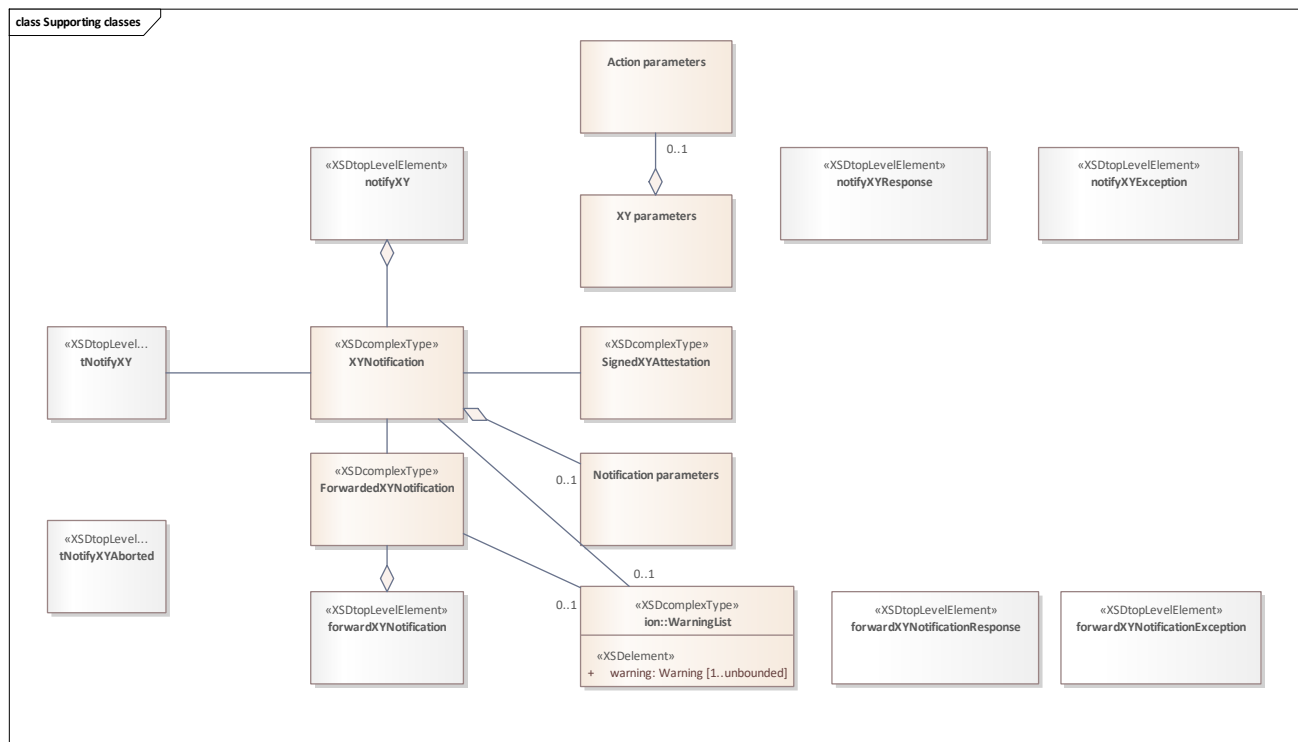 class Supporting classes
Action parameters
0..1
«XSDtopLevelElement»
notifyXY
«XSDtopLevelElement»
notifyXYResponse
«XSDtopLevelElement»
notifyXYException
XY parameters
«XSDtopLevel...
tNotifyXY
«XSDcomplexType»
XYNotification
«XSDcomplexType»
SignedXYAttestation
«XSDcomplexType»
ForwardedXYNotification
0..1
Notification parameters
«XSDtopLevel...
tNotifyXYAborted
0..1
0..1
«XSDtopLevelElement»
forwardXYNotification
«XSDcomplexType»
ion::WarningList
«XSDelement»
+ warning: Warning [1..unbounded]
«XSDtopLevelElement»
forwardXYNotificationResponse
«XSDtopLevelElement»
forwardXYNotificationException